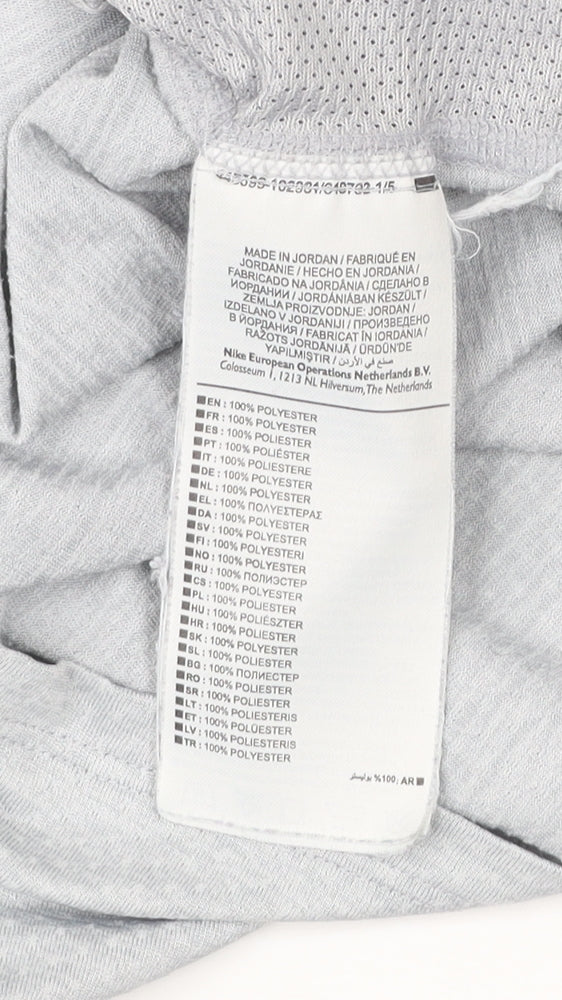 MADE IN JORDAN / FABRIQUÉ EN
JORDANIE / HECHO EN JORDANIA /
FABRICADO NA JORDÂNIA / СДЕЛАНО В
ИОРДАНИИ / JORDÁNIÁBAN KÉSZÜLT /
ZEMLJA PROIZVODNJE: JORDAN /
IZDELANO V JORDANIJI / ПРОИЗВЕДЕНО
В ЙОРДАНИЯ / FABRICAT ÎN IORDANIA /
RAŽOTS JORDĀNIJĀ / ÜRDÜN'DE
YAPILMIŞTIR / صنع في الأردن
Nike European Operations Netherlands B.V.
Colosseum 1, 1213 NL Hilversum, The Netherlands
EN : 100% POLYESTER
FR : 100% POLYESTER
ES : 100% POLIESTER
PT : 100% POLIÉSTER
IT : 100% POLIESTERE
DE : 100% POLYESTER
NL : 100% POLYESTER
EL : 100% ΠΟΛΥΕΣΤΕΡΑΣ
DA : 100% POLYESTER
SV : 100% POLYESTER
FI : 100% POLYESTERI
NO : 100% POLYESTER
RU : 100% ПОЛИЭСТЕР
CS : 100% POLYESTER
PL : 100% POLIESTER
HU : 100% POLIÉSZTER
HR : 100% POLIESTER
SK : 100% POLYESTER
SL : 100% POLIESTER
BG : 100% ПОЛИЕСТЕР
RO : 100% POLIESTER
SR : 100% POLIESTER
LT : 100% POLIESTERIS
ET : 100% POLÜESTER
LV : 100% POLIESTERIS
TR : 100% POLYESTER
AR :100% بوليستر